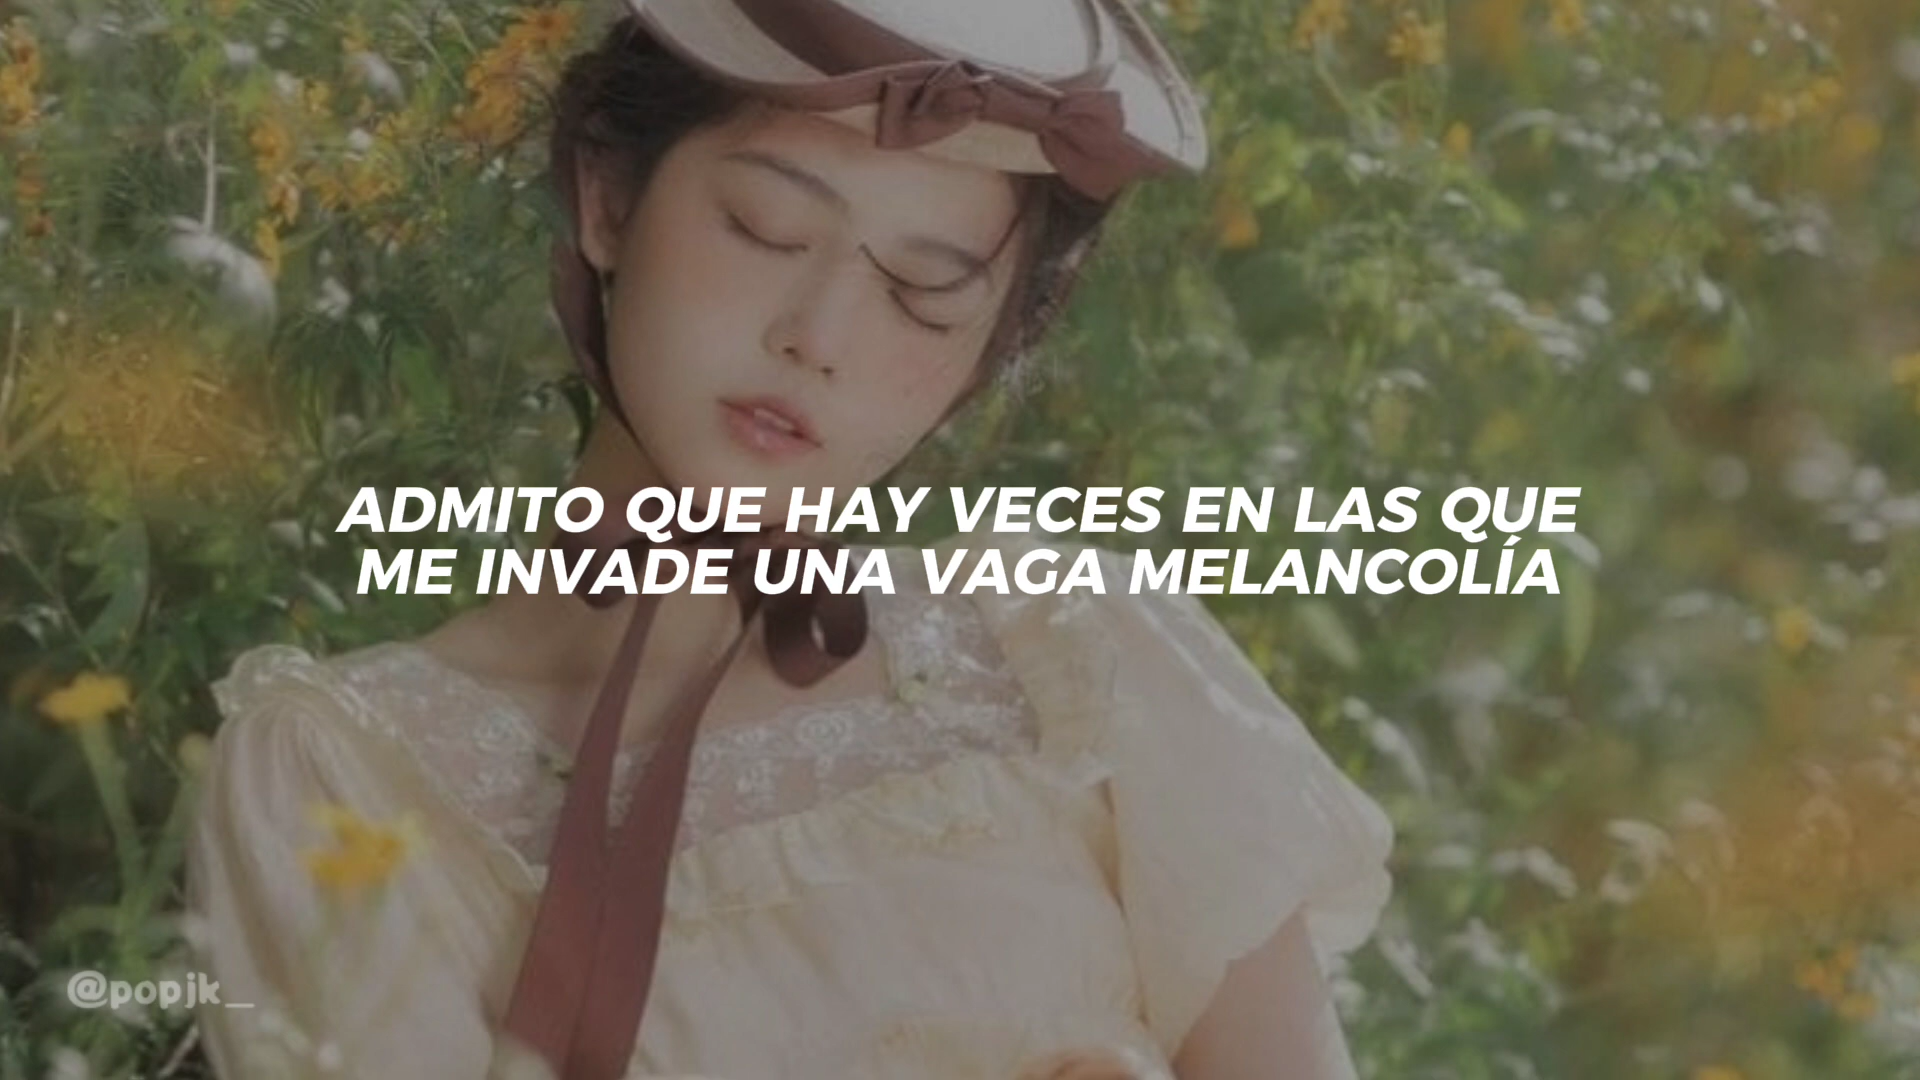 ADMITO QUE HAY VECES EN LAS QUE
ME INVADE UNA VAGA MELANCOLÍA
@popjk_